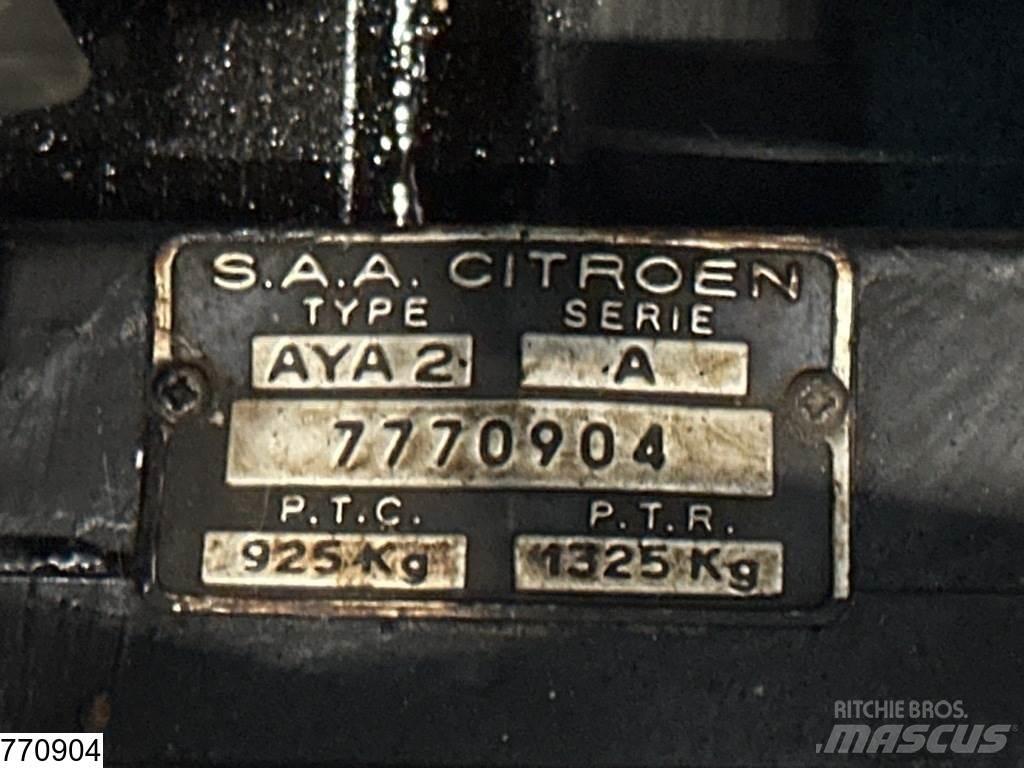 S.A.A. CITROEN
TYPE SERIE
AYA 2 A
7770904
P.T.C. P.T.R.
925 Kg 1325 Kg
770904
RITCHIE BROS.
MASCUS